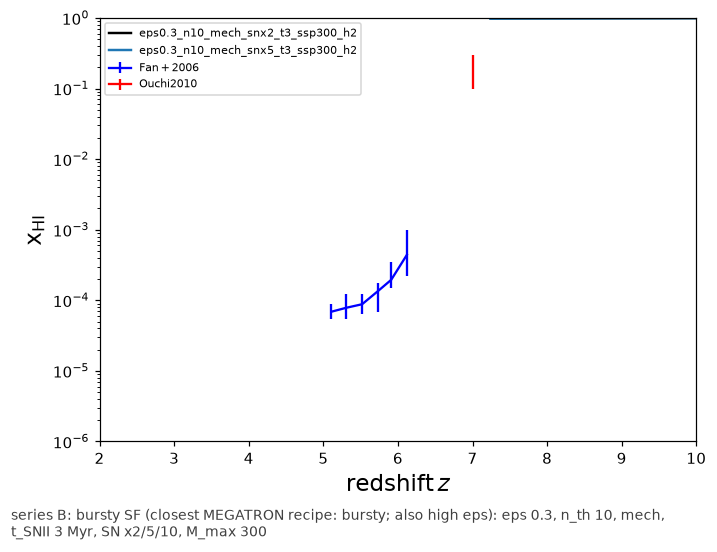 10⁰
10⁻¹
10⁻²
10⁻³
10⁻⁴
10⁻⁵
10⁻⁶
x_HI
eps0.3_n10_mech_snx2_t3_ssp300_h2
eps0.3_n10_mech_snx5_t3_ssp300_h2
Fan+2006
Ouchi2010
2 3 4 5 6 7 8 9 10
redshift z
series B: bursty SF (closest MEGATRON recipe: bursty; also high eps): eps 0.3, n_th 10, mech,
t_SNII 3 Myr, SN x2/5/10, M_max 300